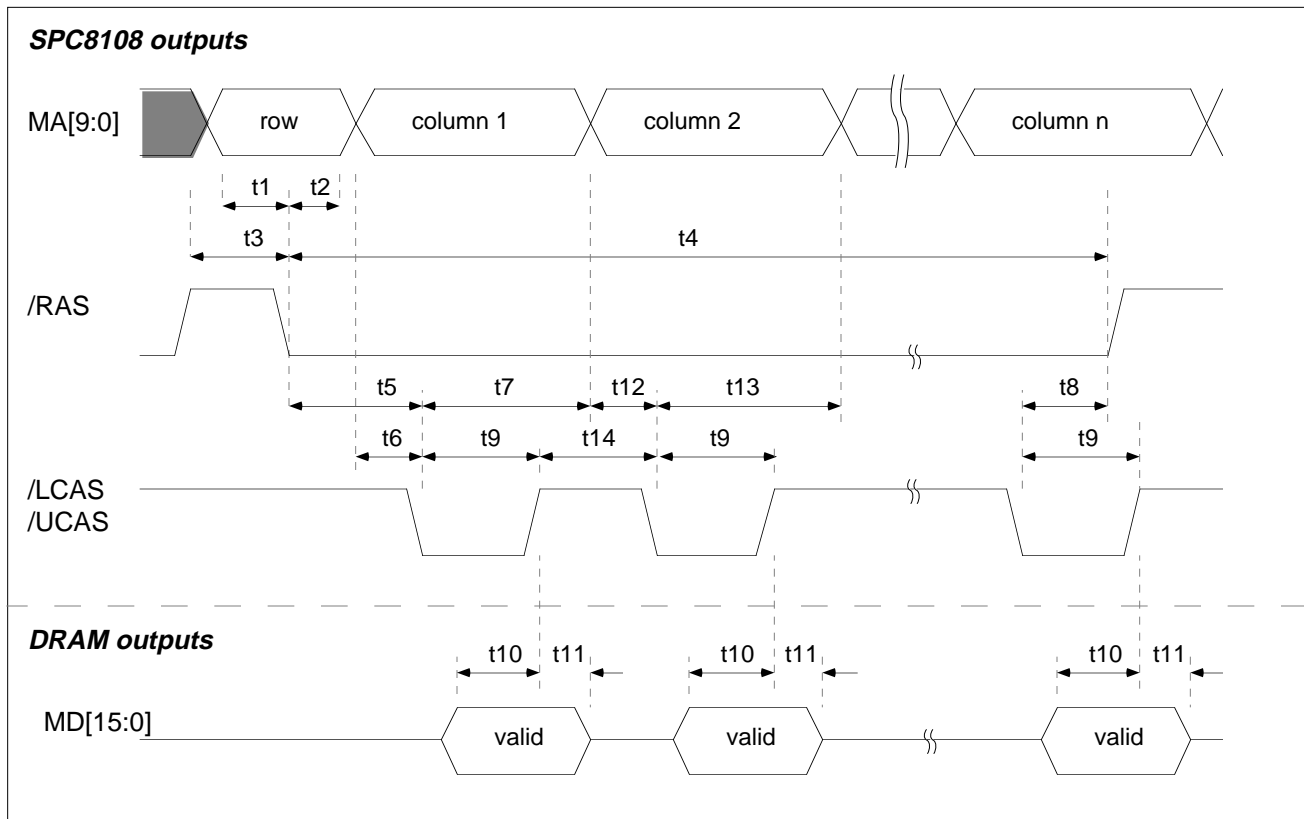 SPC8108 outputs
MA[9:0]
row column 1 column 2 column n
t1 t2
t3 t4
/RAS
t5 t7 t12 t13 t8
t6 t9 t14 t9 t9
/LCAS
/UCAS
DRAM outputs
t10 t11 t10 t11 t10 t11
MD[15:0]
valid valid valid